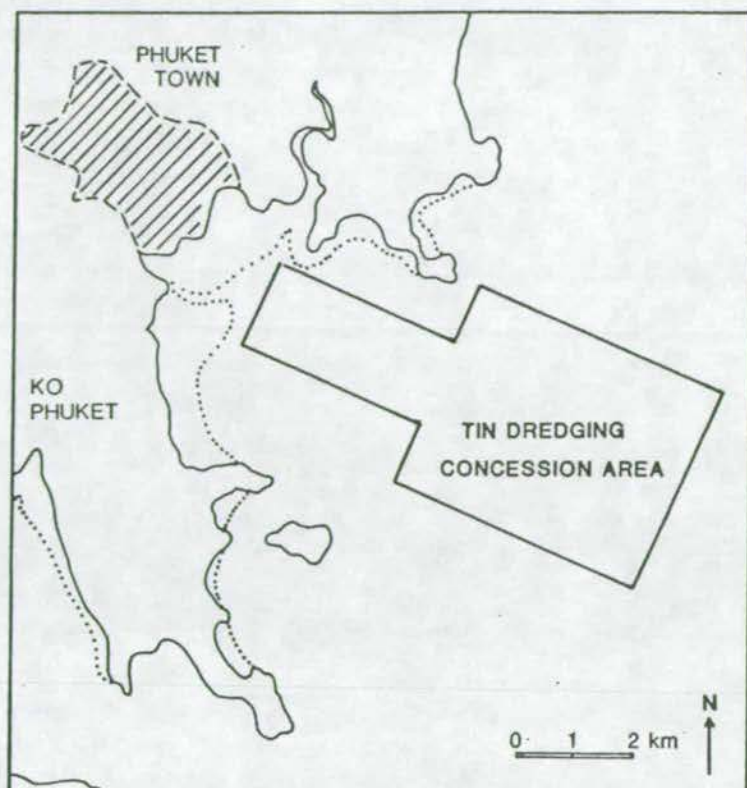 PHUKET
TOWN
KO
PHUKET
TIN DREDGING
CONCESSION AREA
N
0 1 2 km